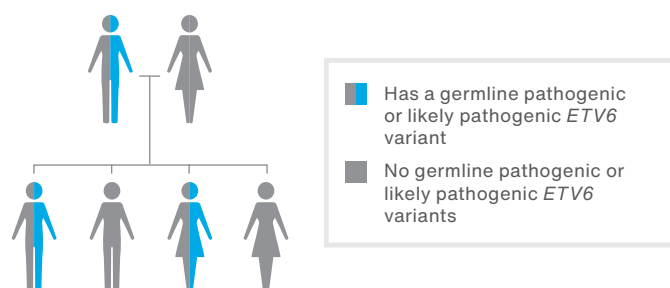 Has a germline pathogenic
or likely pathogenic ETV6
variant
No germline pathogenic or
likely pathogenic ETV6
variants